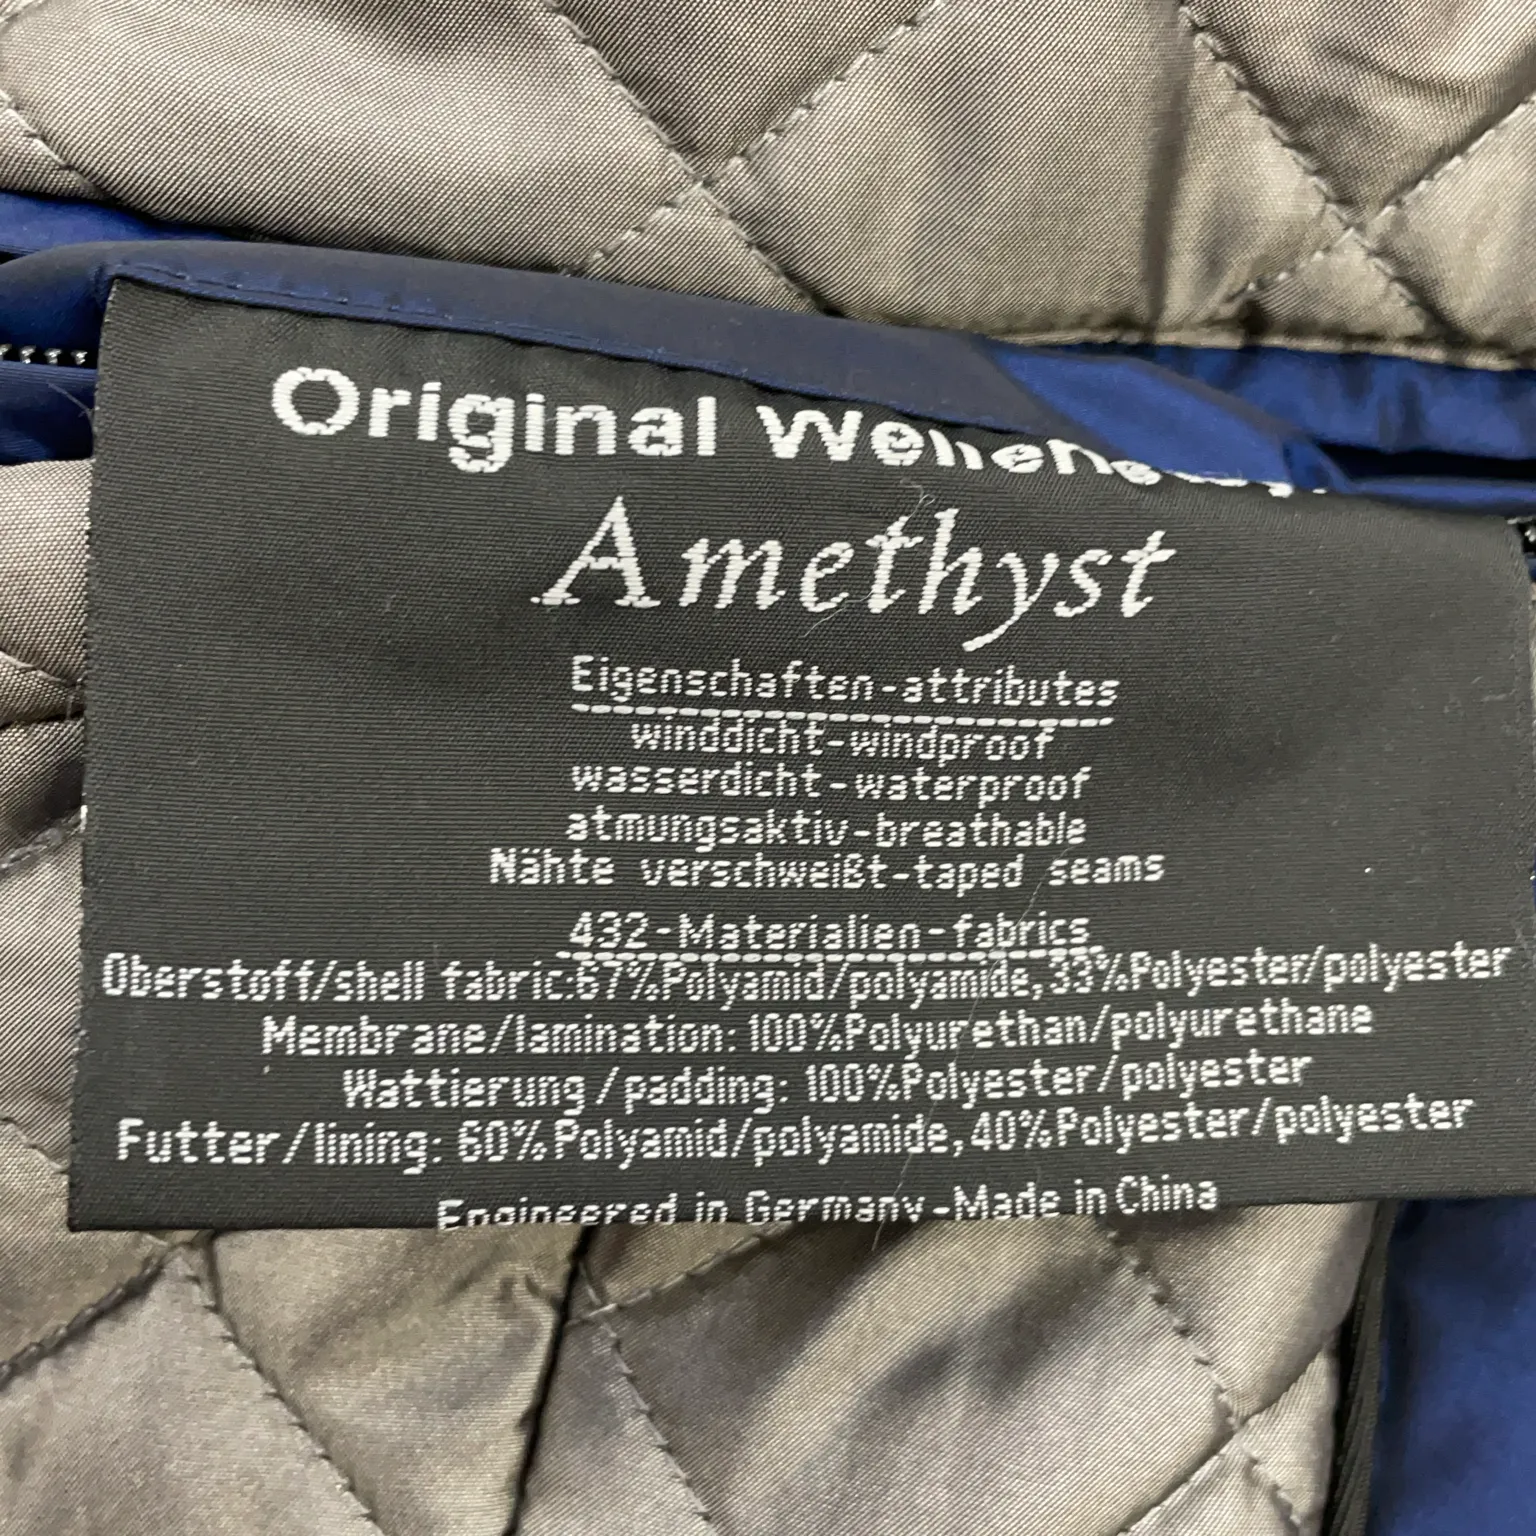 Original
Amethyst
Eigenschaften-attributes
winddicht-windproof
wasserdicht-waterproof
atmungsaktiv-breathable
Nähte verschweißt-taped seams
432-Materialien-fabrics
Oberstoff/shell fabric:67%Polyamid/polyamide,33%Polyester/polyester
Membrane/lamination: 100%Polyurethan/polyurethane
Wattierung/padding: 100%Polyester/polyester
Futter/lining: 60%Polyamid/polyamide,40%Polyester/polyester
Engineered in Germany-Made in China